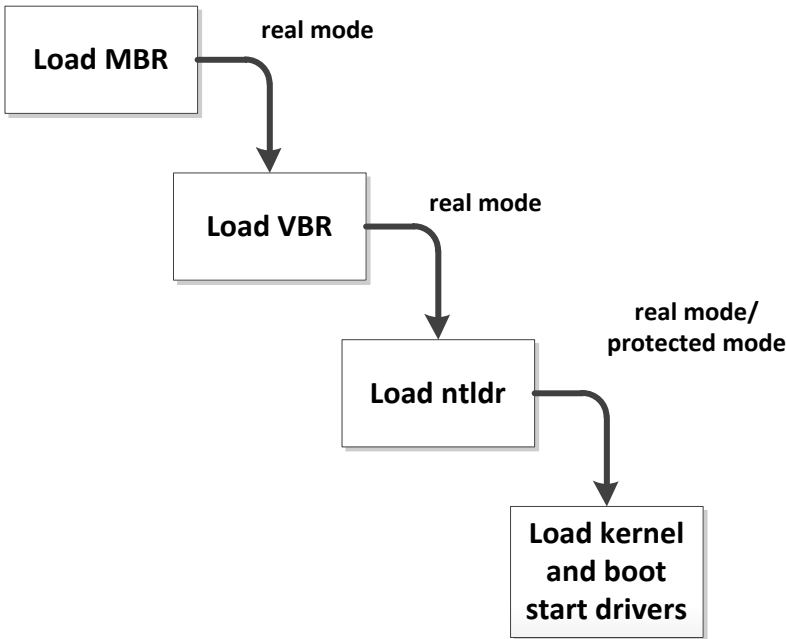 real mode
Load MBR
real mode
Load VBR
real mode/
protected mode
Load ntldr
Load kernel
and boot
start drivers